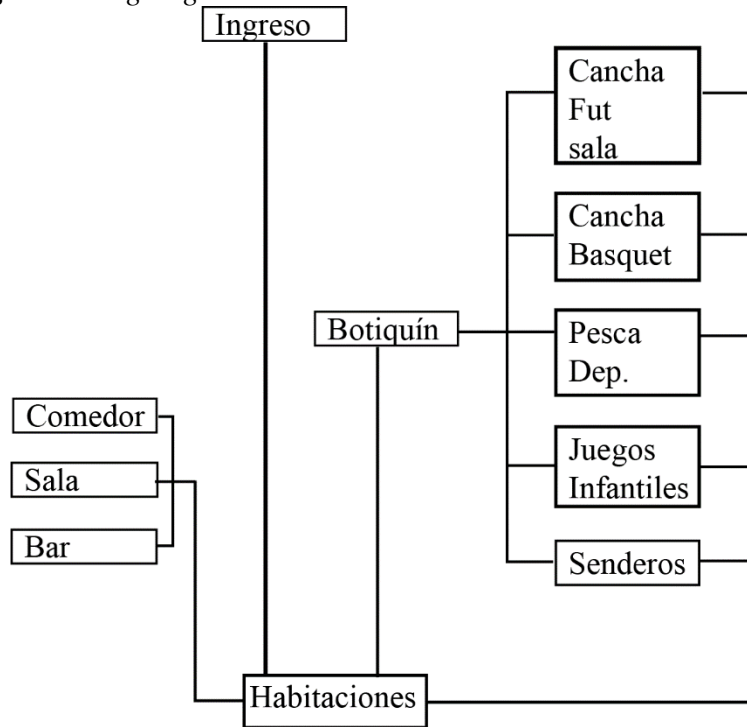 Ingreso
Cancha
Fut
sala
Cancha
Basquet
Botiquín
Pesca
Dep.
Comedor
Juegos
Infantiles
Sala
Bar
Senderos
Habitaciones